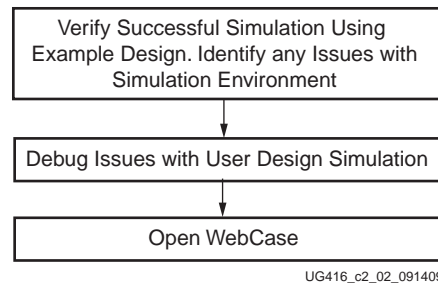 Verify Successful Simulation Using
Example Design. Identify any Issues with
Simulation Environment
Debug Issues with User Design Simulation
Open WebCase
UG416_c2_02_091409